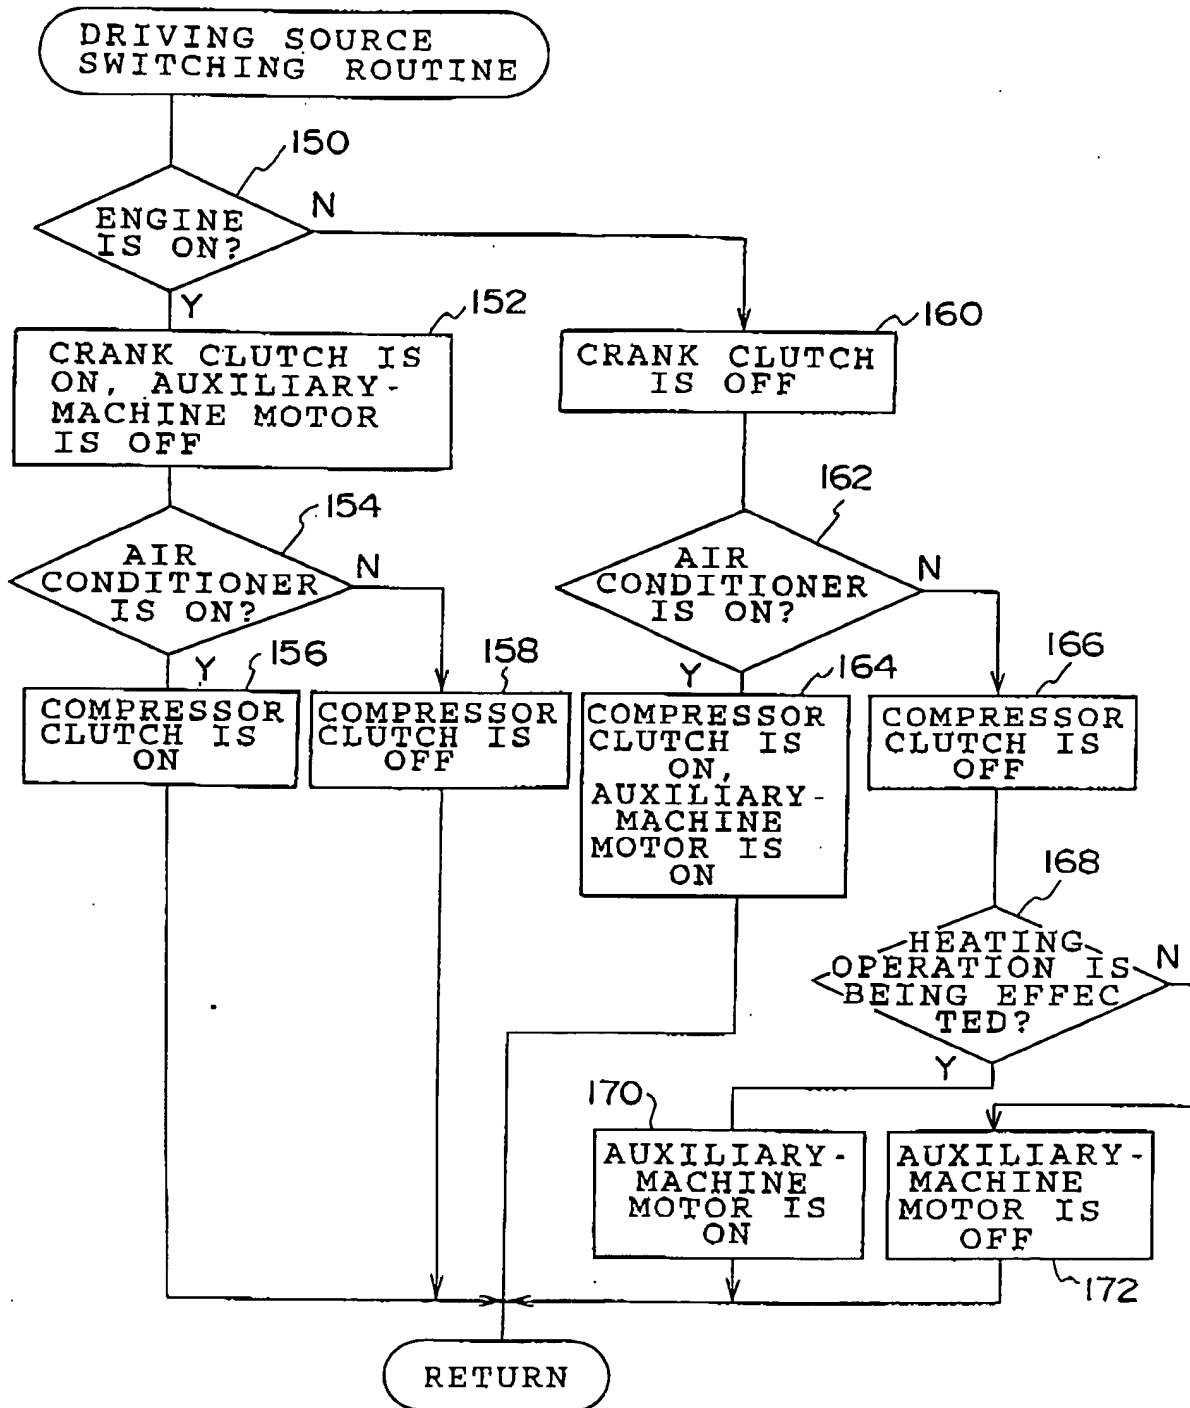 DRIVING SOURCE
SWITCHING ROUTINE
150
ENGINE
IS ON?
N
Y
152
CRANK CLUTCH IS
ON, AUXILIARY-
MACHINE MOTOR
IS OFF
160
CRANK CLUTCH
IS OFF
154
AIR
CONDITIONER
IS ON?
N
Y
162
AIR
CONDITIONER
IS ON?
N
Y
156
COMPRESSOR
CLUTCH IS
ON
158
COMPRESSOR
CLUTCH IS
OFF
164
COMPRESSOR
CLUTCH IS
ON,
AUXILIARY-
MACHINE
MOTOR IS
ON
166
COMPRESSOR
CLUTCH IS
OFF
168
HEATING
OPERATION IS
BEING EFFEC
TED?
N
Y
170
AUXILIARY-
MACHINE
MOTOR IS
ON
AUXILIARY-
MACHINE
MOTOR IS
OFF
172
RETURN